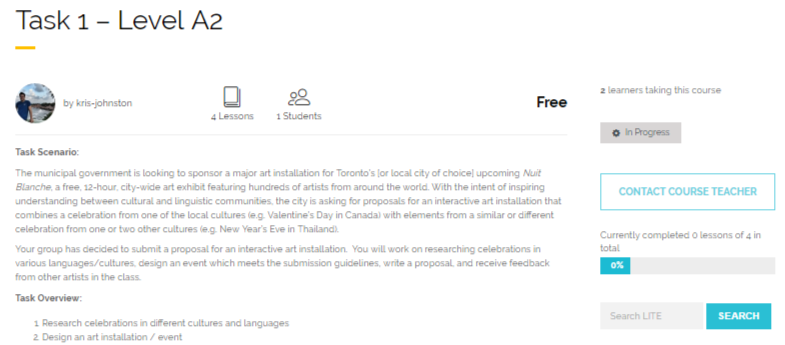 Task 1 – Level A2
by kris-johnston
4 Lessons
1 Students
Free
Task Scenario:
The municipal government is looking to sponsor a major art installation for Toronto's [or local city of choice] upcoming Nuit
Blanche, a free, 12-hour, city-wide art exhibit featuring hundreds of artists from around the world. With the intent of inspiring
understanding between cultural and linguistic communities, the city is asking for proposals for an interactive art installation that
combines a celebration from one of the local cultures (e.g. Valentine's Day in Canada) with elements from a similar or different
celebration from one or two other cultures (e.g. New Year's Eve in Thailand).
Your group has decided to submit a proposal for an interactive art installation. You will work on researching celebrations in
various languages/cultures, design an event which meets the submission guidelines, write a proposal, and receive feedback
from other artists in the class.
Task Overview:
1. Research celebrations in different cultures and languages
2. Design an art installation / event
2 learners taking this course
In Progress
CONTACT COURSE TEACHER
Currently completed 0 lessons of 4 in
total
0%
Search LITE
SEARCH